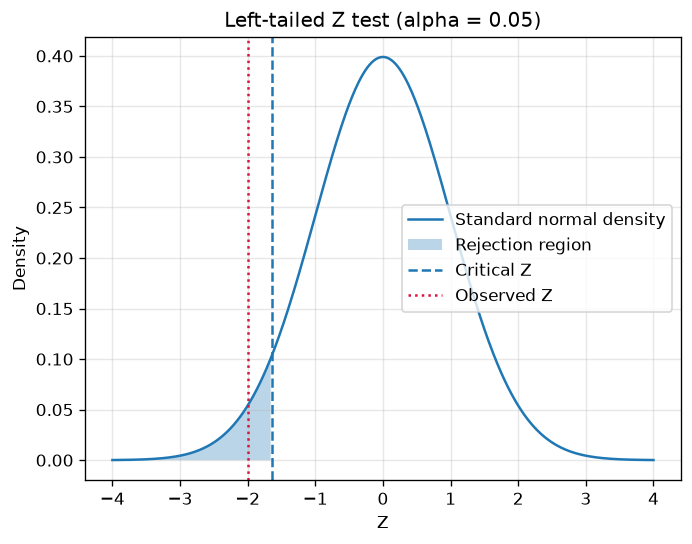 Left-tailed Z test (alpha = 0.05)
0.40
0.35
0.30
0.25
0.20
0.15
0.10
0.05
0.00
Density
Standard normal density
Rejection region
Critical Z
Observed Z
−4 −3 −2 −1 0 1 2 3 4
Z